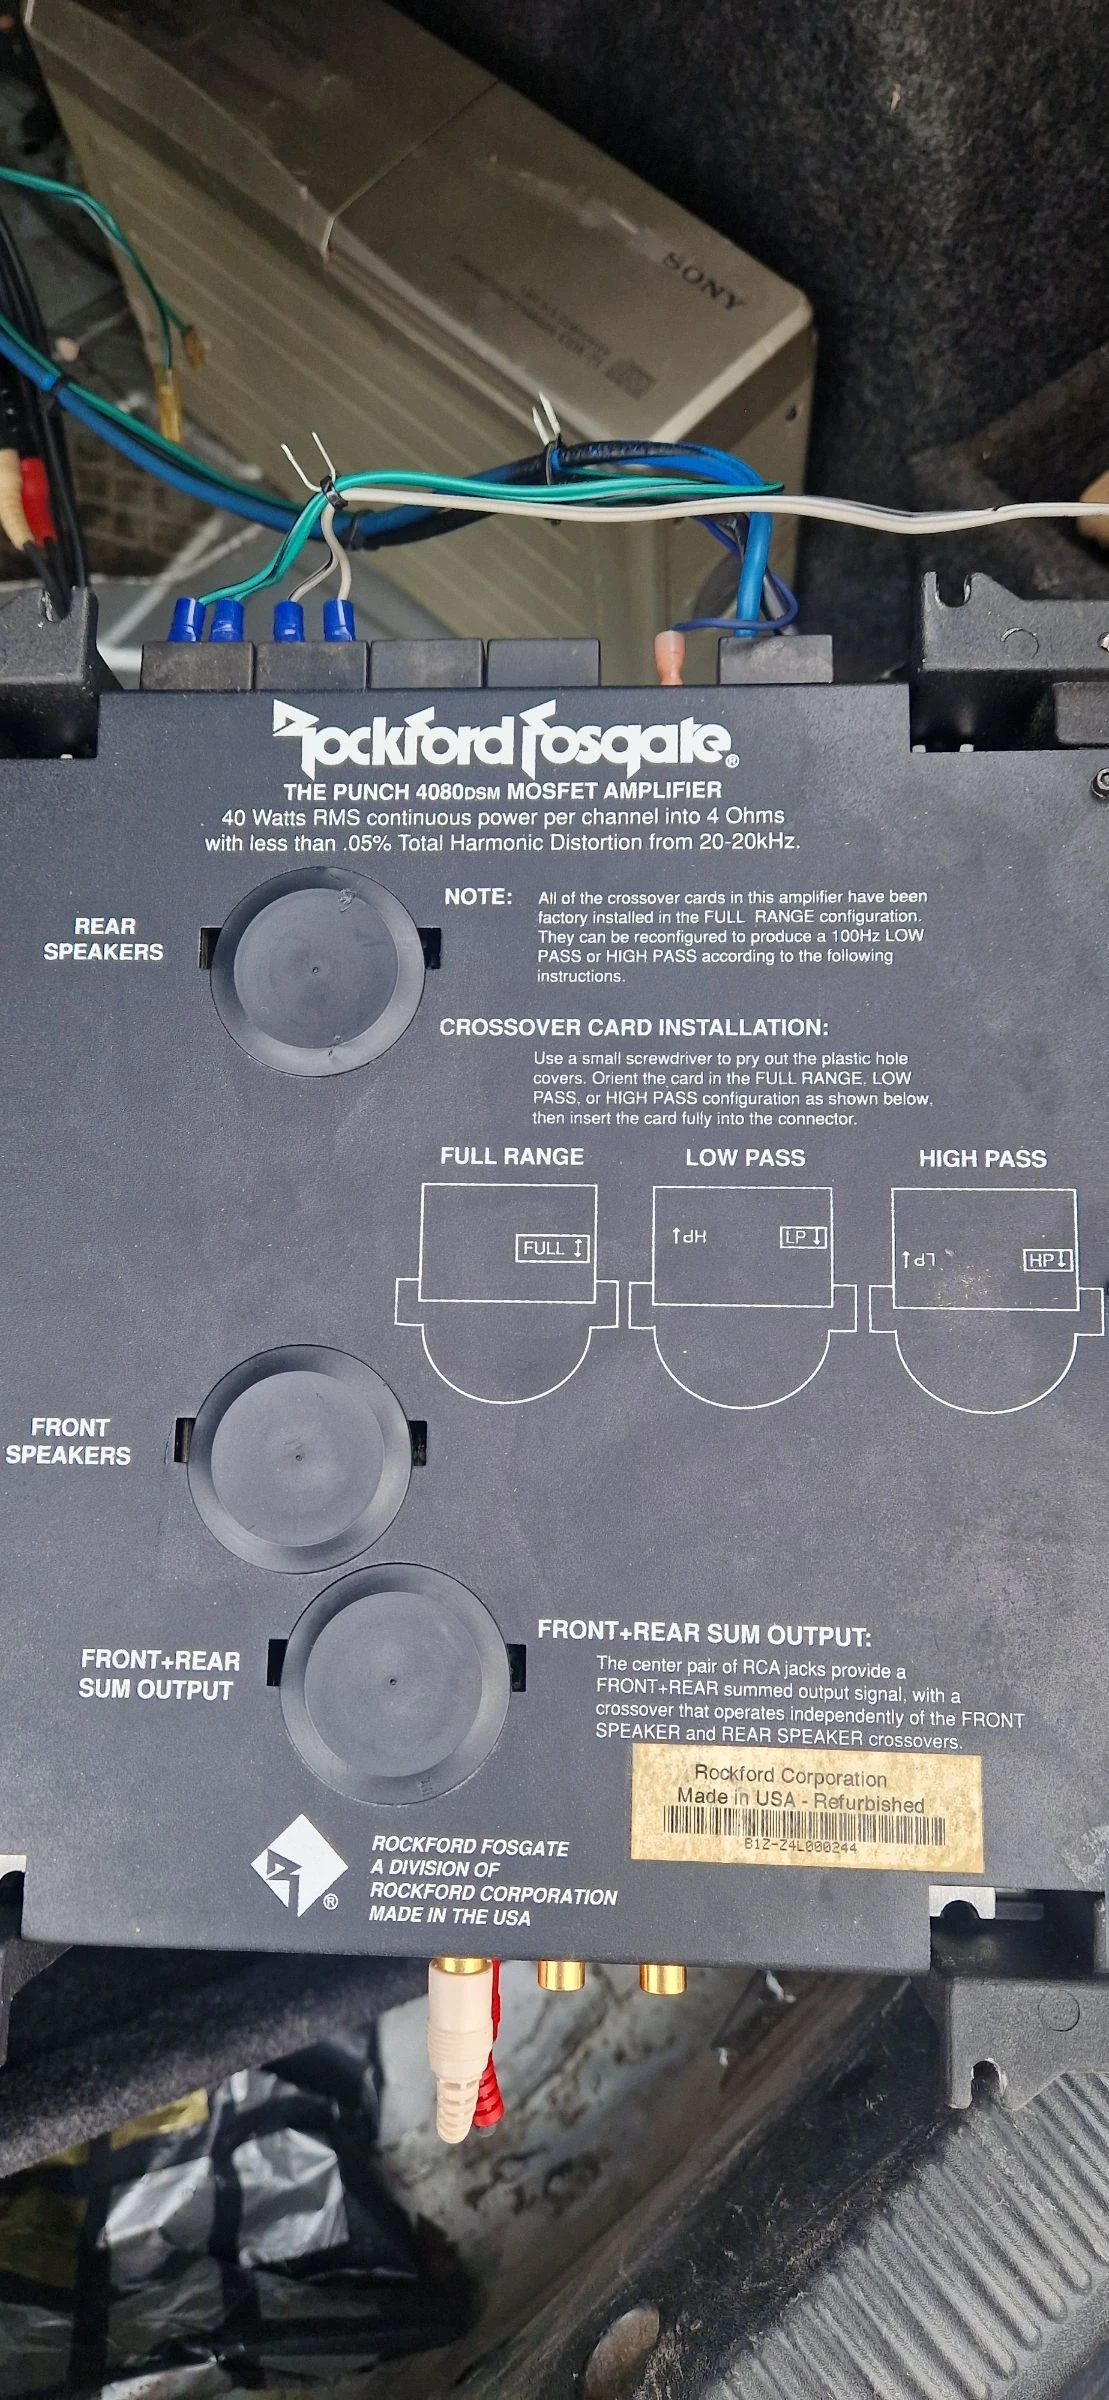 SONY
Rockford Fosgate®
THE PUNCH 4080DSM MOSFET AMPLIFIER
40 Watts RMS continuous power per channel into 4 Ohms
with less than .05% Total Harmonic Distortion from 20-20kHz.
REAR
SPEAKERS
NOTE:
All of the crossover cards in this amplifier have been
factory installed in the FULL RANGE configuration.
They can be reconfigured to produce a 100Hz LOW
PASS or HIGH PASS according to the following
instructions.
CROSSOVER CARD INSTALLATION:
Use a small screwdriver to pry out the plastic hole
covers. Orient the card in the FULL RANGE, LOW
PASS, or HIGH PASS configuration as shown below,
then insert the card fully into the connector.
FULL RANGE
LOW PASS
HIGH PASS
FULL ↕
HP↓
LP↓
LP↓
HP↓
FRONT
SPEAKERS
FRONT+REAR
SUM OUTPUT
FRONT+REAR SUM OUTPUT:
The center pair of RCA jacks provide a
FRONT+REAR summed output signal, with a
crossover that operates independently of the FRONT
SPEAKER and REAR SPEAKER crossovers.
Rockford Corporation
Made in USA - Refurbished
B1Z-Z4L000244
®
ROCKFORD FOSGATE
A DIVISION OF
ROCKFORD CORPORATION
MADE IN THE USA